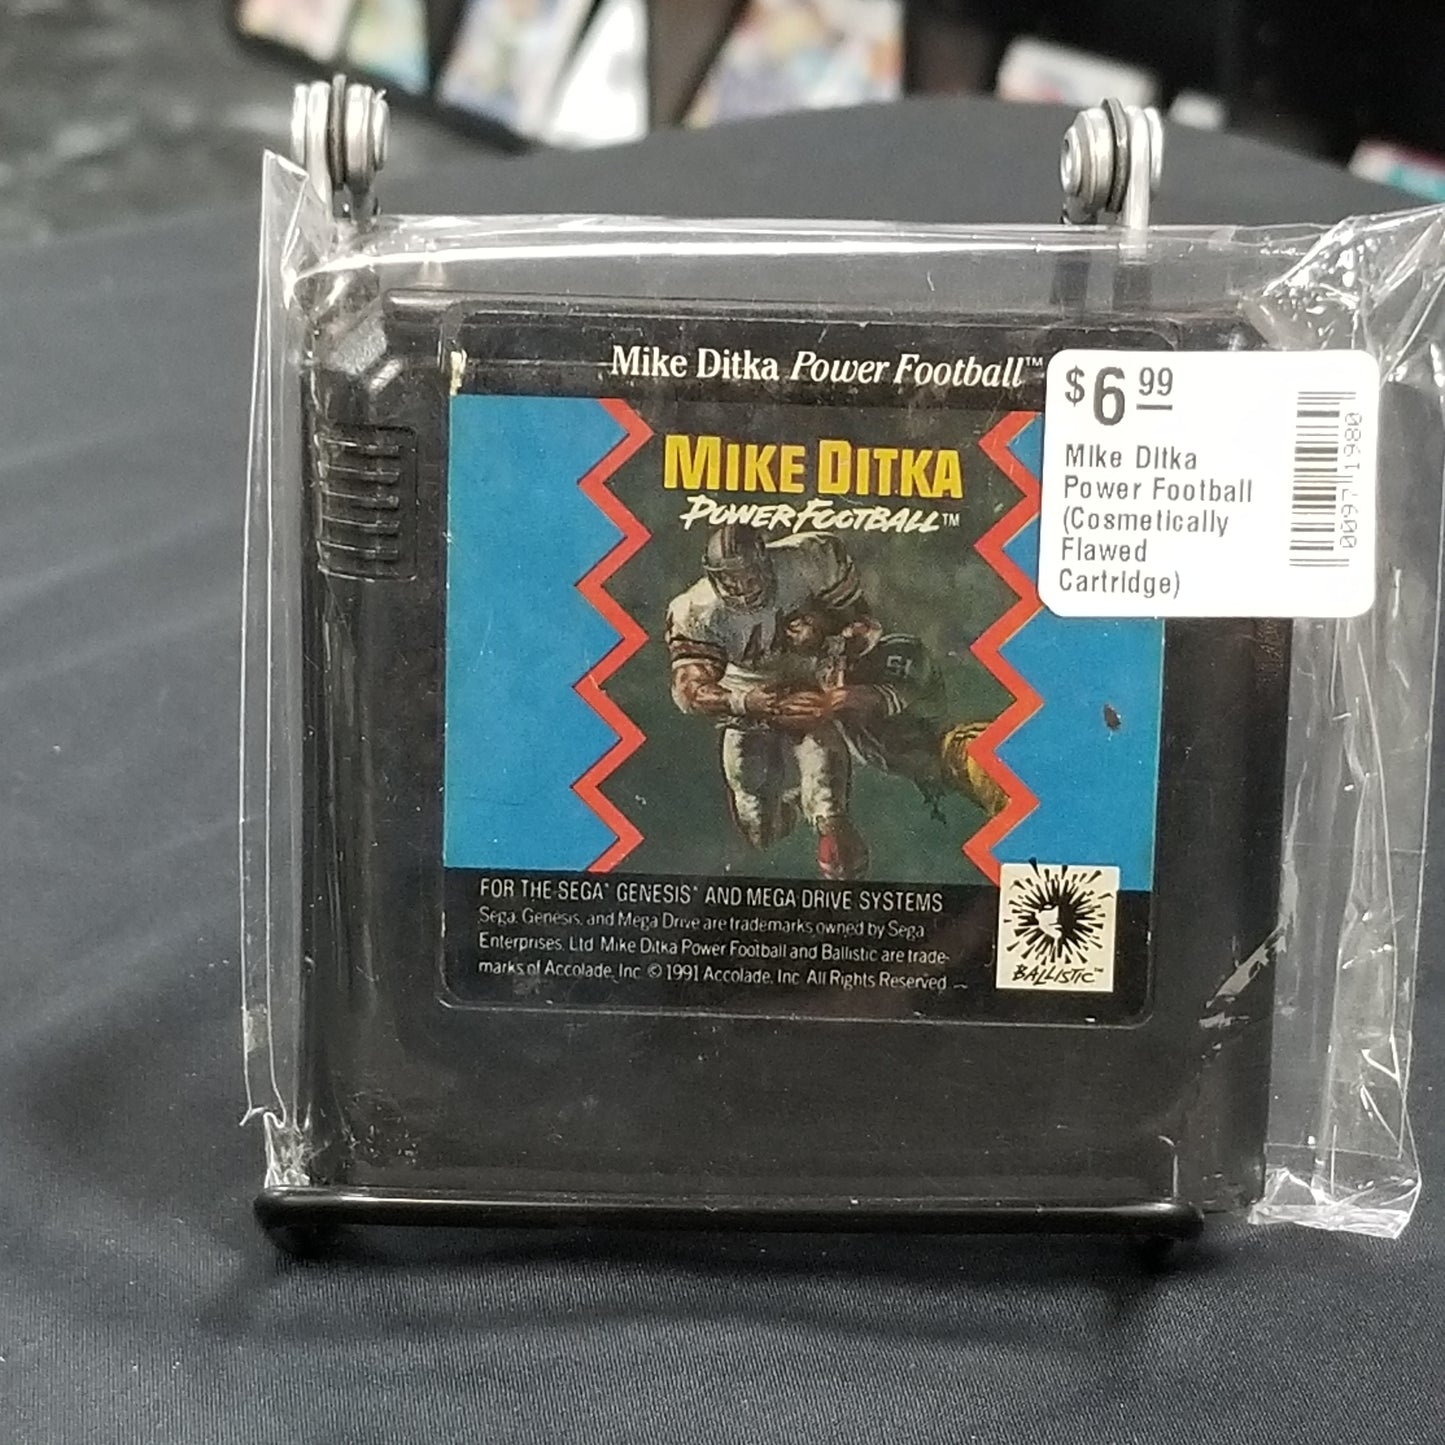 Mike Ditka Power Football™
$6 99
Mike Ditka
Power Football
(Cosmetically
Flawed
Cartridge)
MIKE DITKA
POWER FOOTBALL™
51
FOR THE SEGA® GENESIS® AND MEGA DRIVE SYSTEMS
Sega, Genesis, and Mega Drive are trademarks owned by Sega
Enterprises, Ltd Mike Ditka Power Football and Ballistic are trade-
marks of Accolade, Inc © 1991 Accolade, Inc All Rights Reserved
BALLISTIC™